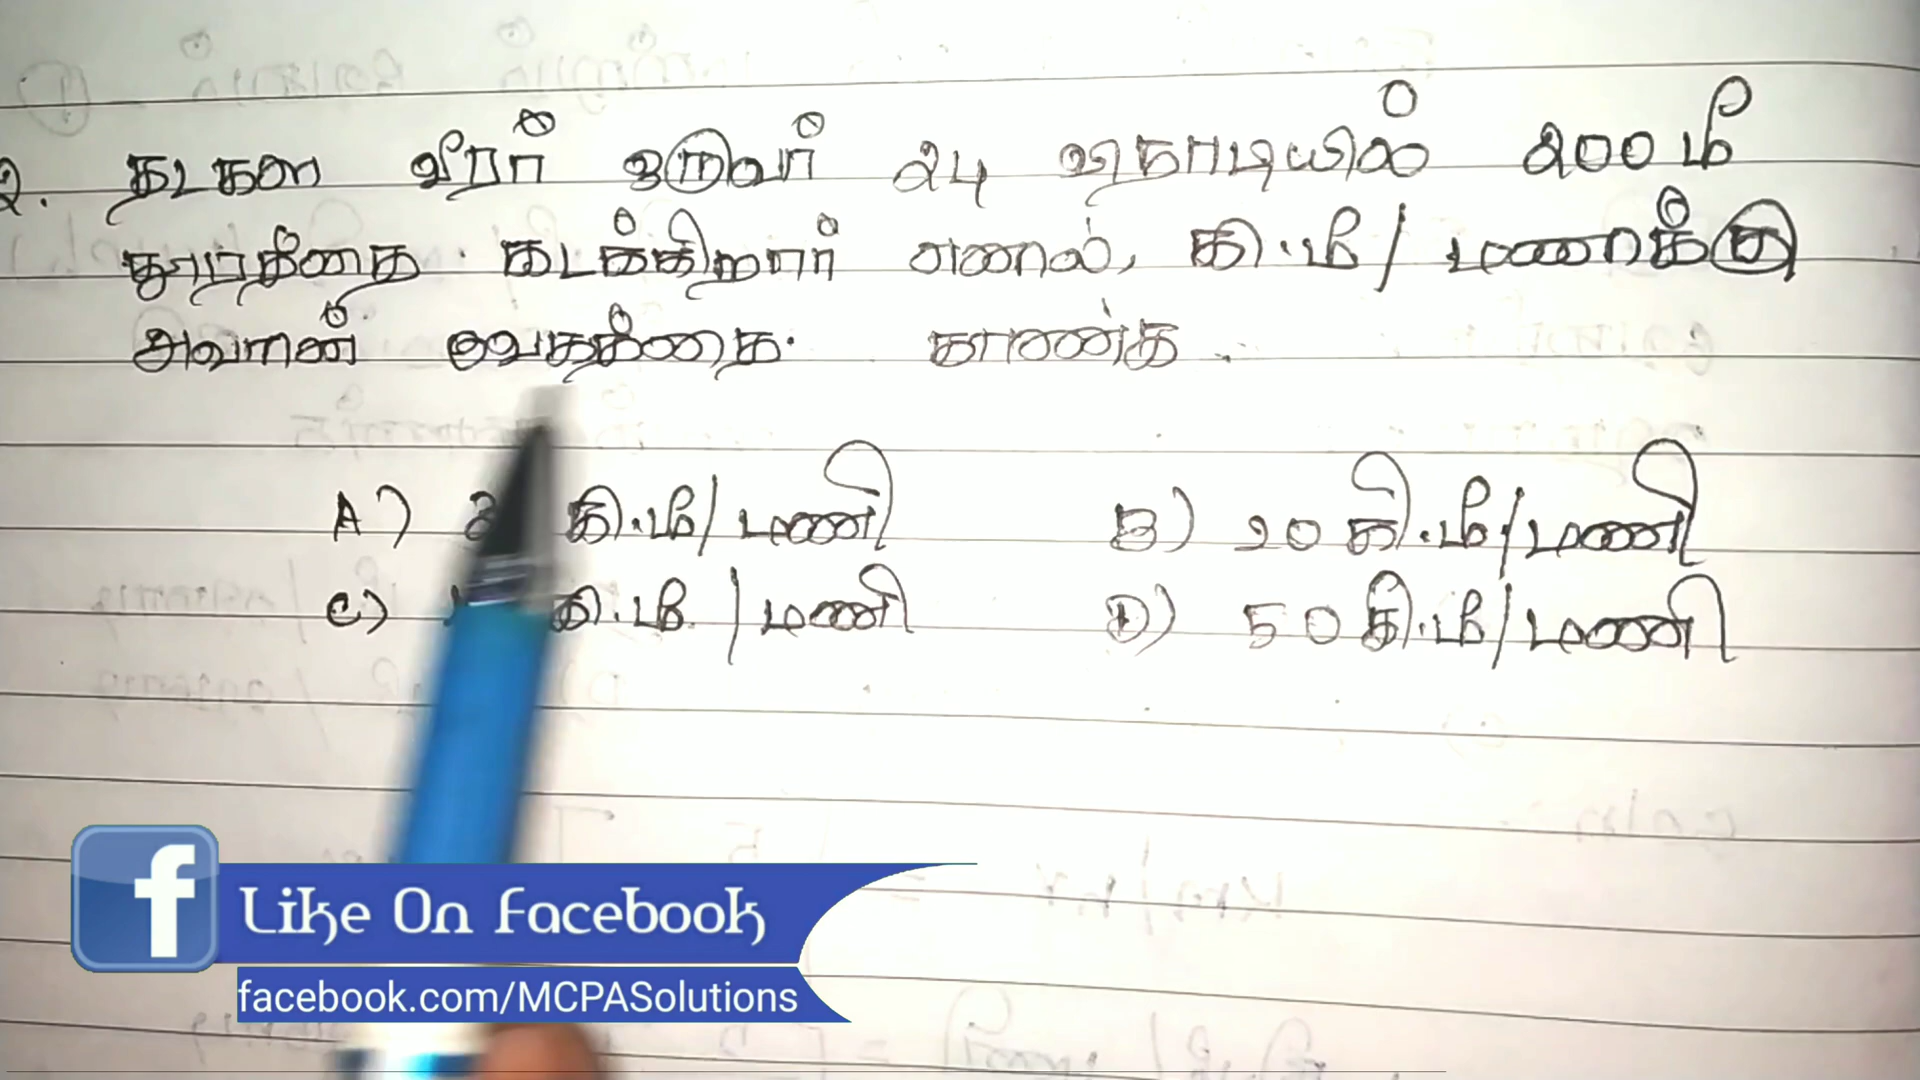 2. தடகள வீரர் ஒருவர் 24 விநாடியில் 200 மீ
தூரத்தை கடக்கிறார் எனில், கி.மீ / மணிக்கு
அவரின் வேகத்தை காண்க.
A) கி.மீ/மணி B) 20 கி.மீ/மணி
C) கி.மீ. /மணி D) 50 கி.மீ/மணி
Like On Facebook
facebook.com/MCPASolutions